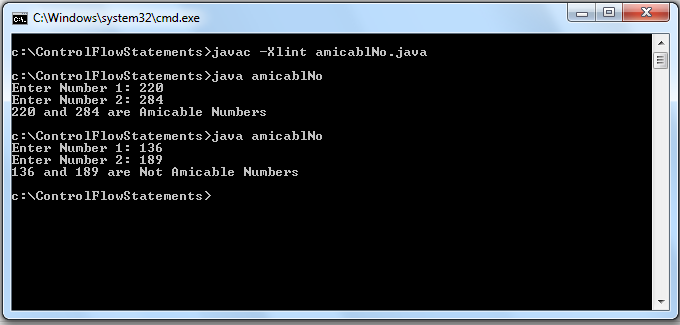 C:\Windows\system32\cmd.exe
c:\ControlFlowStatements>javac -Xlint amicablNo.java
c:\ControlFlowStatements>java amicablNo
Enter Number 1: 220
Enter Number 2: 284
220 and 284 are Amicable Numbers
c:\ControlFlowStatements>java amicablNo
Enter Number 1: 136
Enter Number 2: 189
136 and 189 are Not Amicable Numbers
c:\ControlFlowStatements>